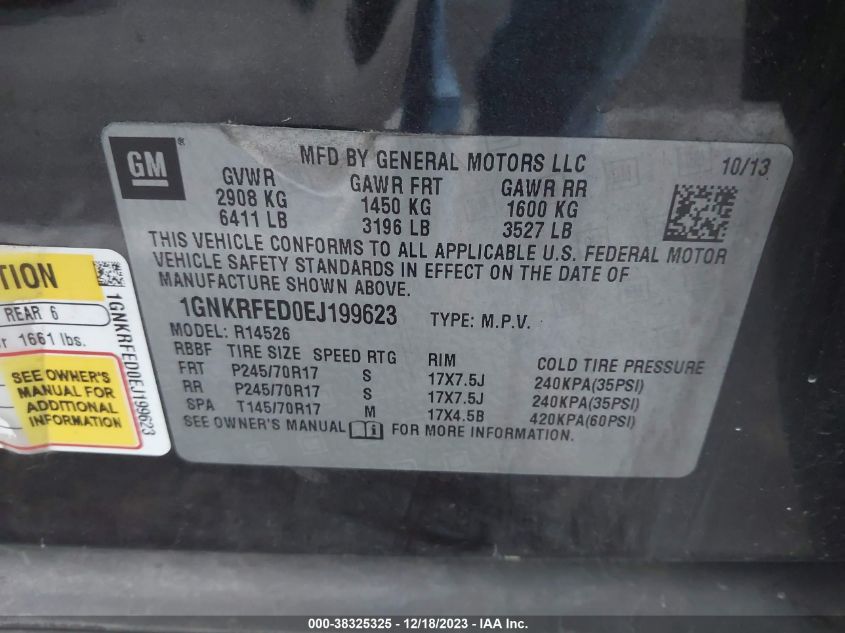 GM ®
MFD BY GENERAL MOTORS LLC 10/13
GVWR GAWR FRT GAWR RR
2908 KG 1450 KG 1600 KG
6411 LB 3196 LB 3527 LB
THIS VEHICLE CONFORMS TO ALL APPLICABLE U.S. FEDERAL MOTOR
VEHICLE SAFETY STANDARDS IN EFFECT ON THE DATE OF
MANUFACTURE SHOWN ABOVE.
1GNKRFED0EJ199623 TYPE: M.P.V.
MODEL: R14526
RBBF TIRE SIZE SPEED RTG RIM COLD TIRE PRESSURE
FRT P245/70R17 S 17X7.5J 240KPA(35PSI)
RR P245/70R17 S 17X7.5J 240KPA(35PSI)
SPA T145/70R17 M 17X4.5B 420KPA(60PSI)
SEE OWNER'S MANUAL i FOR MORE INFORMATION.
TION
REAR 6
r 1661 lbs.
SEE OWNER'S
MANUAL FOR
ADDITIONAL
INFORMATION
1GNKRFED0EJ199623
000-38325325 - 12/18/2023 - IAA Inc.